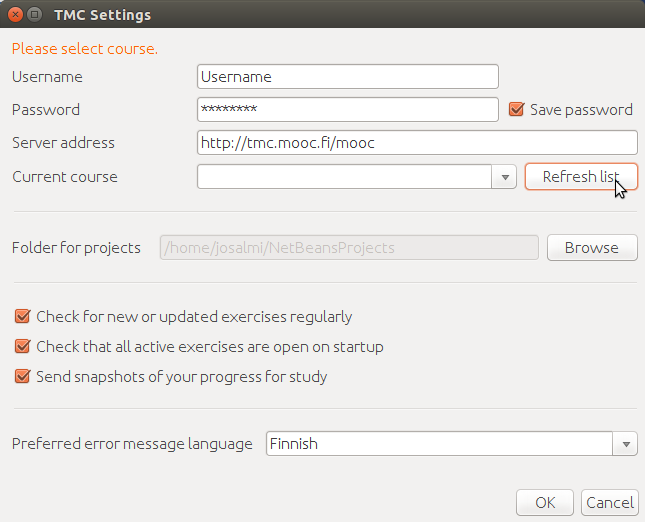 TMC Settings
Please select course.
Username Username
Password ******** Save password
Server address http://tmc.mooc.fi/mooc
Current course Refresh list
Folder for projects /home/josalmi/NetBeansProjects Browse
Check for new or updated exercises regularly
Check that all active exercises are open on startup
Send snapshots of your progress for study
Preferred error message language Finnish
OK Cancel